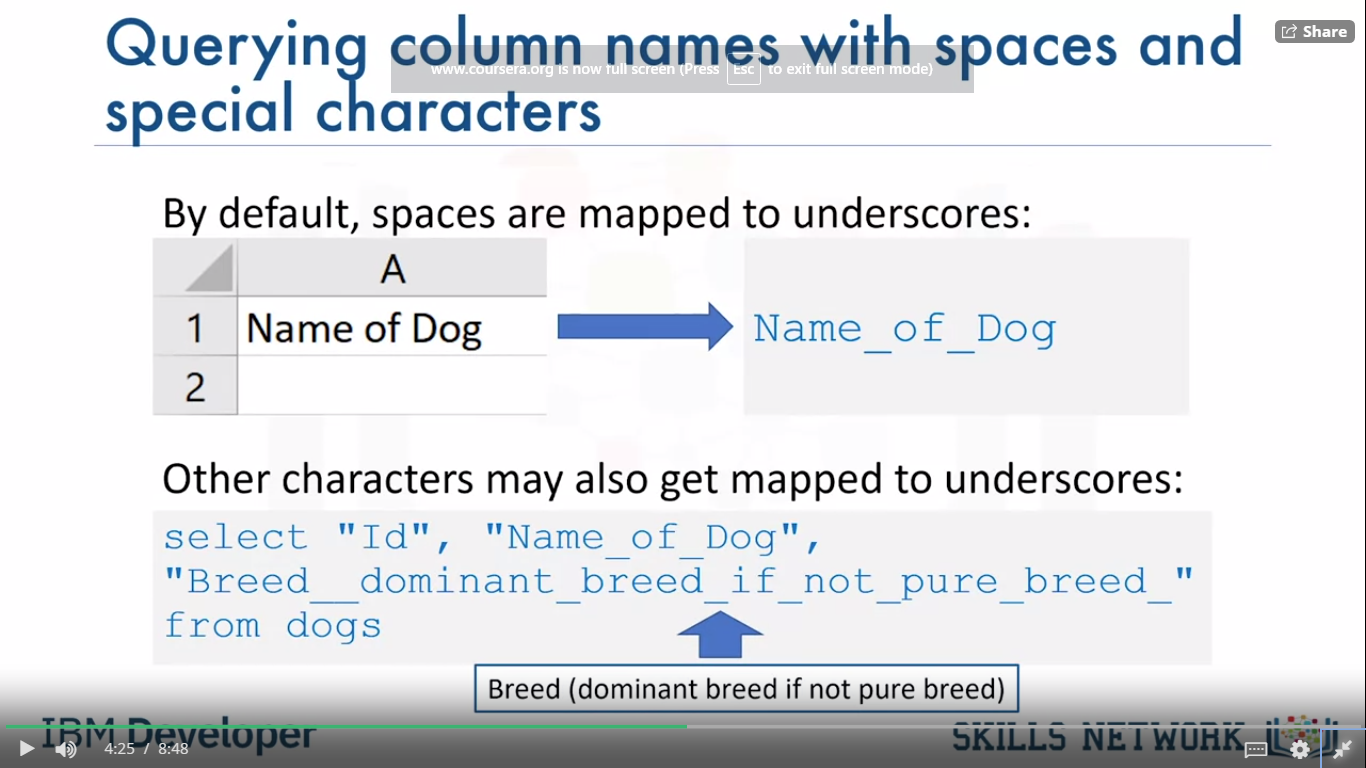 Querying column names with spaces and
Share
www.coursera.org is now full screen (Press Esc to exit full screen mode)
special characters
By default, spaces are mapped to underscores:
A
1 Name of Dog
Name_of_Dog
2
Other characters may also get mapped to underscores:
select "Id", "Name_of_Dog",
"Breed__dominant_breed_if_not_pure_breed_"
from dogs
Breed (dominant breed if not pure breed)
IBM Developer
SKILLS NETWORK
4:25 / 8:48